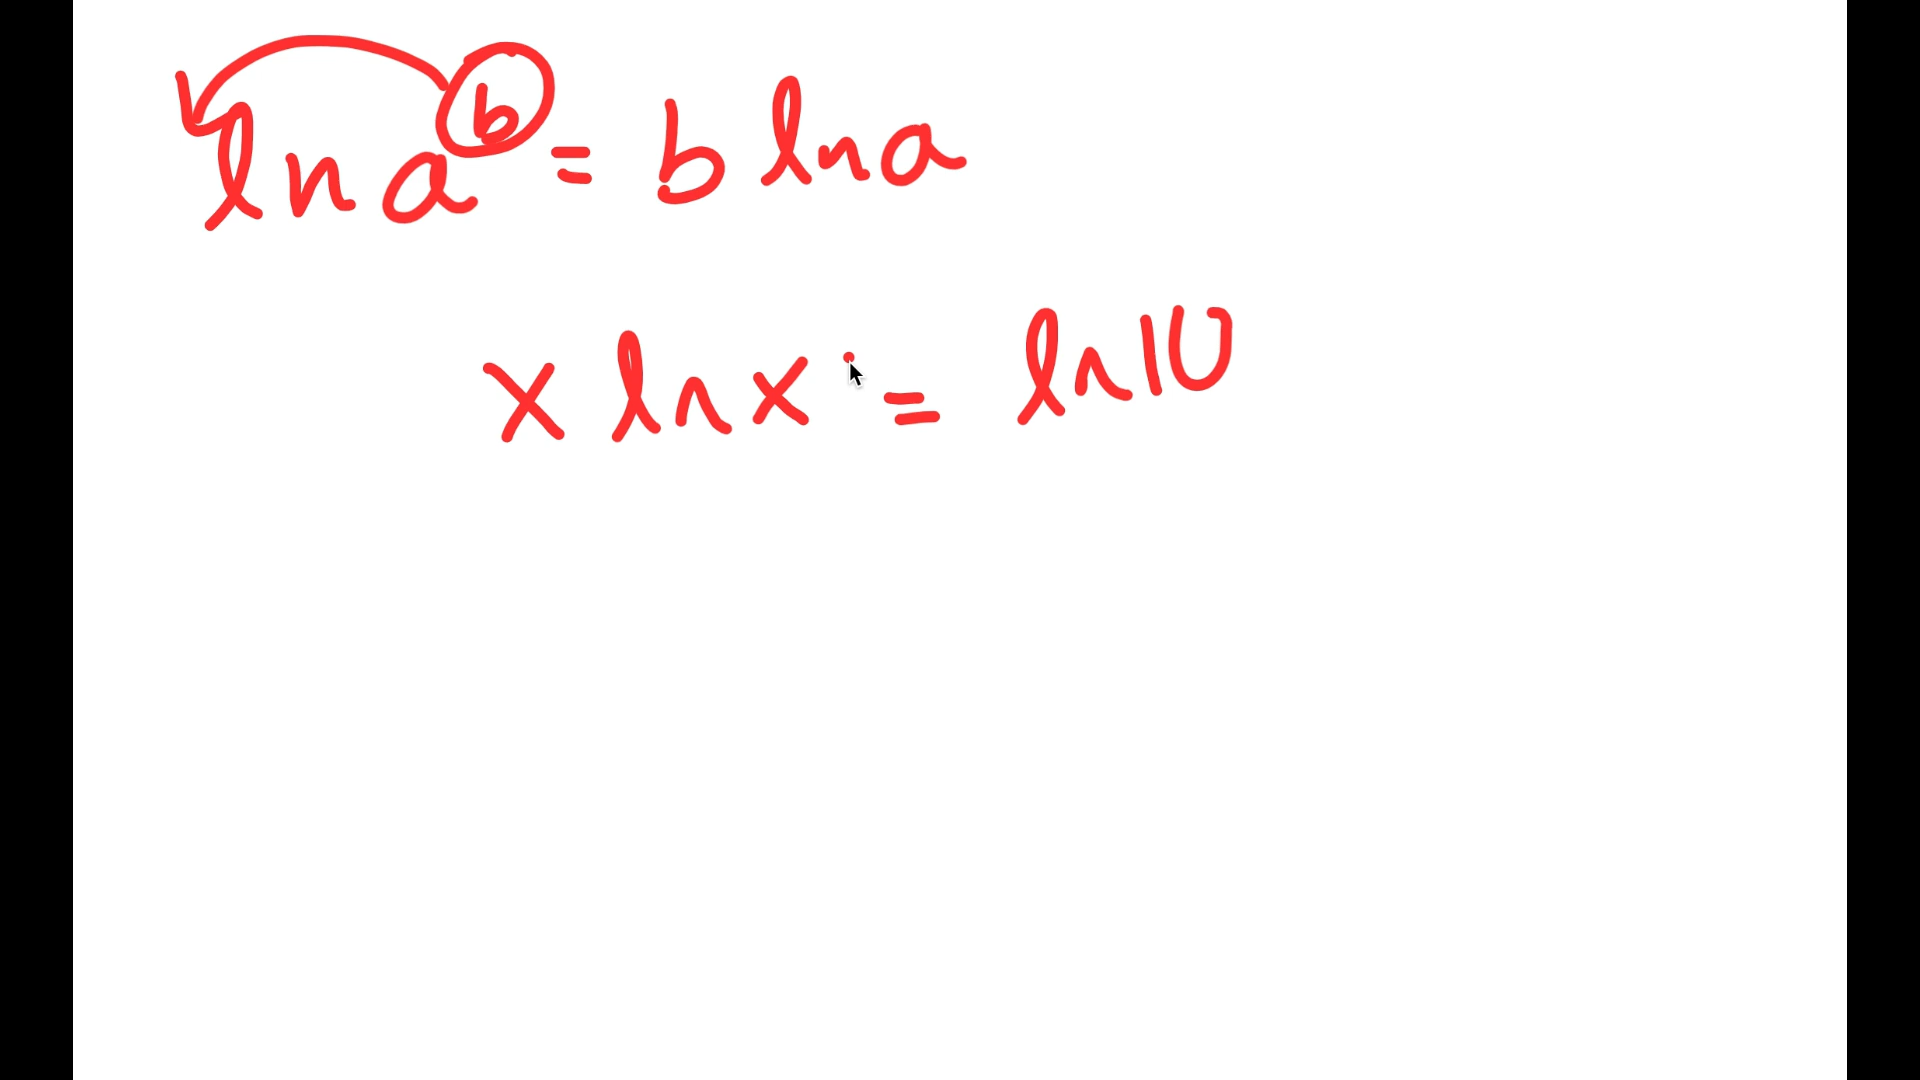 ln a^b = b ln a
x ln x = ln 10